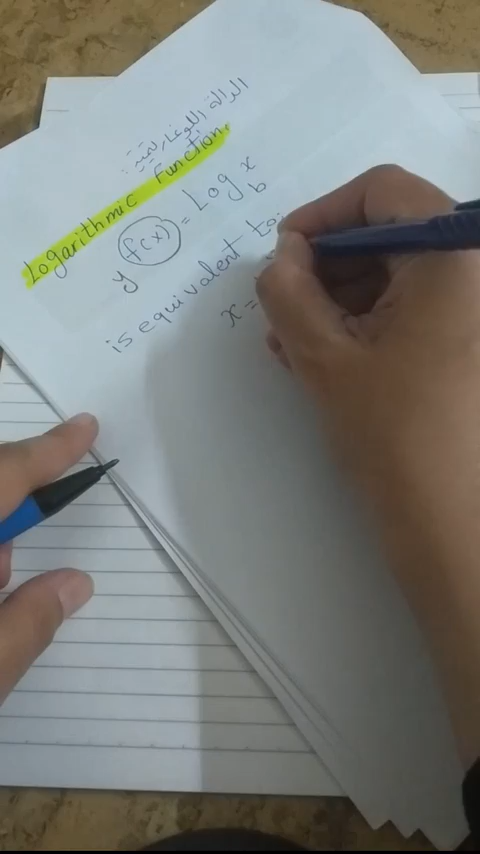 الدالة اللوغاريتمية:
Logarithmic Function.
y f(x) = Log x b
is equivalent to:
x =